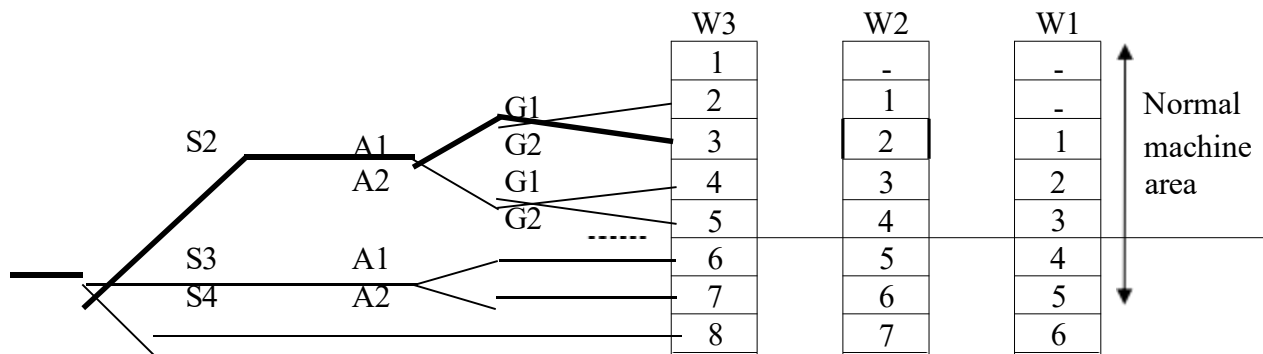 W3 W2 W1
1 - -
G1 2 1 -
S2 A1 G2 3 2 1
A2 G1 4 3 2
G2 5 4 3
S3 A1 6 5 4
S4 A2 7 6 5
8 7 6
Normal
machine
area